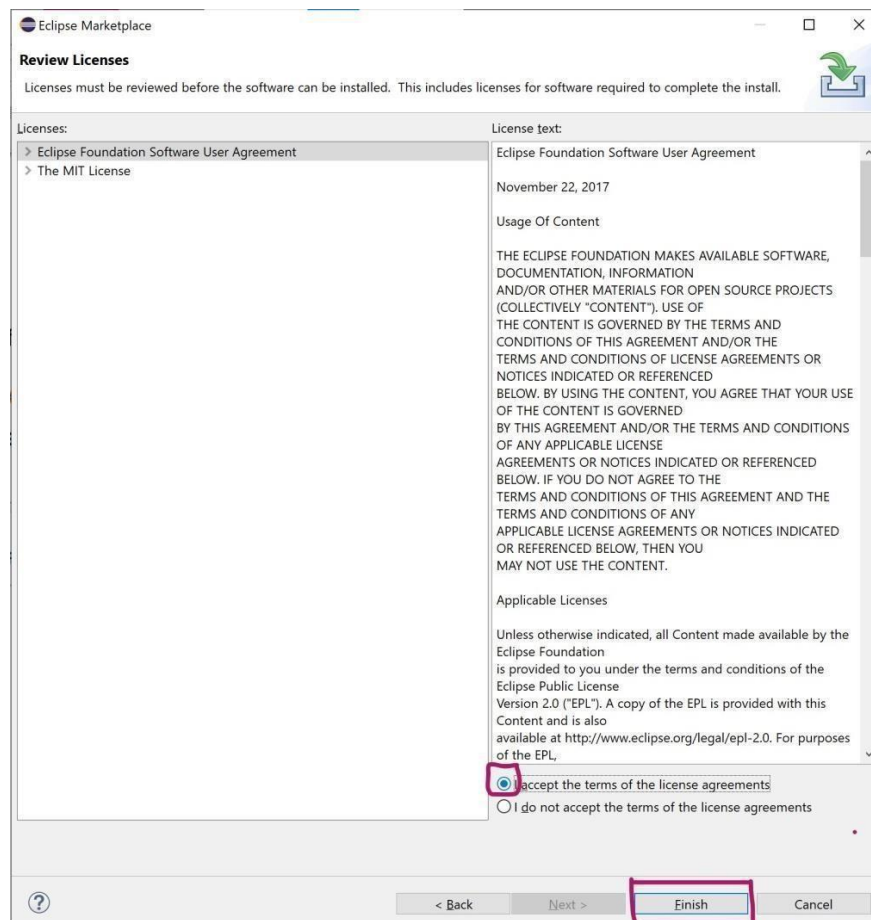 Eclipse Marketplace
Review Licenses
Licenses must be reviewed before the software can be installed. This includes licenses for software required to complete the install.
Licenses:
> Eclipse Foundation Software User Agreement
> The MIT License
License text:
Eclipse Foundation Software User Agreement
November 22, 2017
Usage Of Content
THE ECLIPSE FOUNDATION MAKES AVAILABLE SOFTWARE,
DOCUMENTATION, INFORMATION
AND/OR OTHER MATERIALS FOR OPEN SOURCE PROJECTS
(COLLECTIVELY "CONTENT"). USE OF
THE CONTENT IS GOVERNED BY THE TERMS AND
CONDITIONS OF THIS AGREEMENT AND/OR THE
TERMS AND CONDITIONS OF LICENSE AGREEMENTS OR
NOTICES INDICATED OR REFERENCED
BELOW. BY USING THE CONTENT, YOU AGREE THAT YOUR USE
OF THE CONTENT IS GOVERNED
BY THIS AGREEMENT AND/OR THE TERMS AND CONDITIONS
OF ANY APPLICABLE LICENSE
AGREEMENTS OR NOTICES INDICATED OR REFERENCED
BELOW. IF YOU DO NOT AGREE TO THE
TERMS AND CONDITIONS OF THIS AGREEMENT AND THE
TERMS AND CONDITIONS OF ANY
APPLICABLE LICENSE AGREEMENTS OR NOTICES INDICATED
OR REFERENCED BELOW, THEN YOU
MAY NOT USE THE CONTENT.
Applicable Licenses
Unless otherwise indicated, all Content made available by the
Eclipse Foundation
is provided to you under the terms and conditions of the
Eclipse Public License
Version 2.0 ("EPL"). A copy of the EPL is provided with this
Content and is also
available at http://www.eclipse.org/legal/epl-2.0. For purposes
of the EPL,
I accept the terms of the license agreements
I do not accept the terms of the license agreements
? < Back Next > Finish Cancel